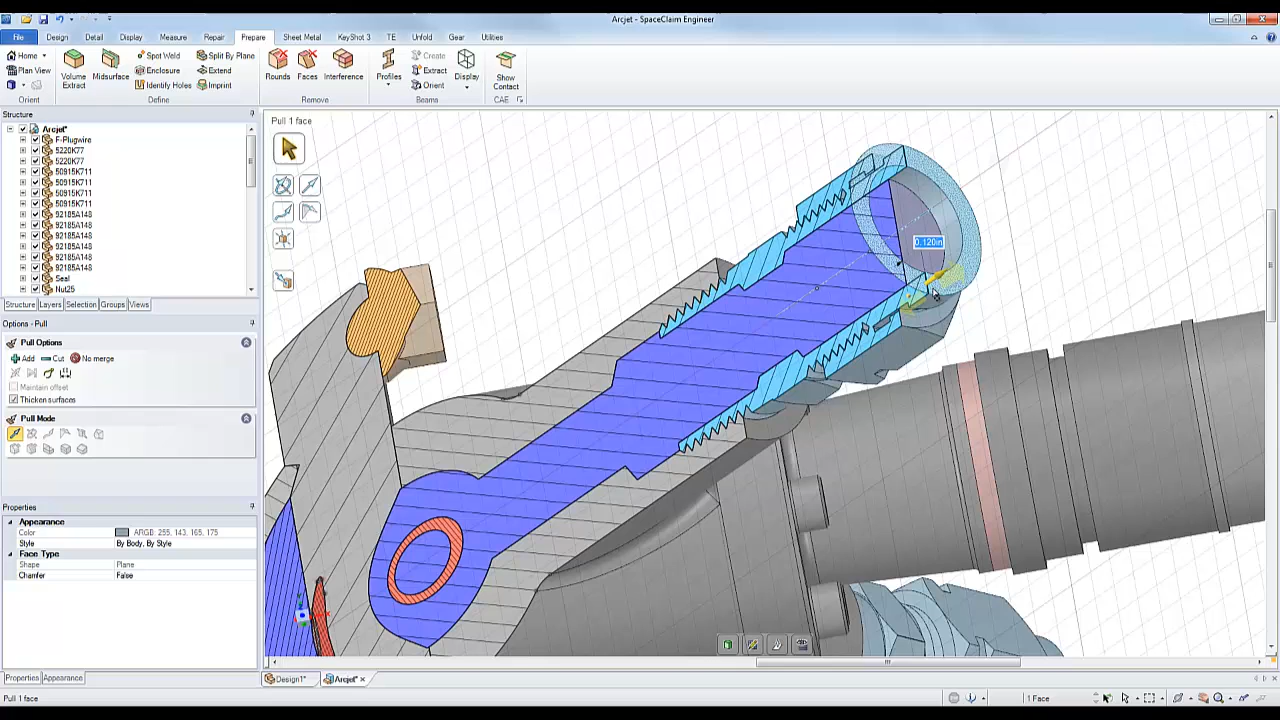 Arcjet - SpaceClaim Engineer
File Design Detail Display Measure Repair Prepare Sheet Metal KeyShot 3 TE Unfold Gear Utilities
Home
Plan View
Orient
Volume Extract
Midsurface
Spot Weld
Enclosure
Identify Holes
Split By Plane
Extend
Imprint
Define
Rounds
Faces
Interference
Remove
Profiles
Create
Extract
Orient
Display
Beams
Show Contact
CAE
Structure
Arcjet*
F-Plugwire
5220K77
5220K77
50915K711
50915K711
50915K711
50915K711
92185A148
92185A148
92185A148
92185A148
92185A148
92185A148
Seal
Nut25
Structure Layers Selection Groups Views
Options - Pull
Pull Options
Add Cut No merge
Maintain offset
Thicken surfaces
Pull Mode
Properties
Appearance
Color ARGB: 255, 143, 165, 175
Style By Body, By Style
Face Type
Shape Plane
Chamfer False
Properties Appearance
Pull 1 face
0.120in
Design1* Arcjet*
Pull 1 face
1 Face